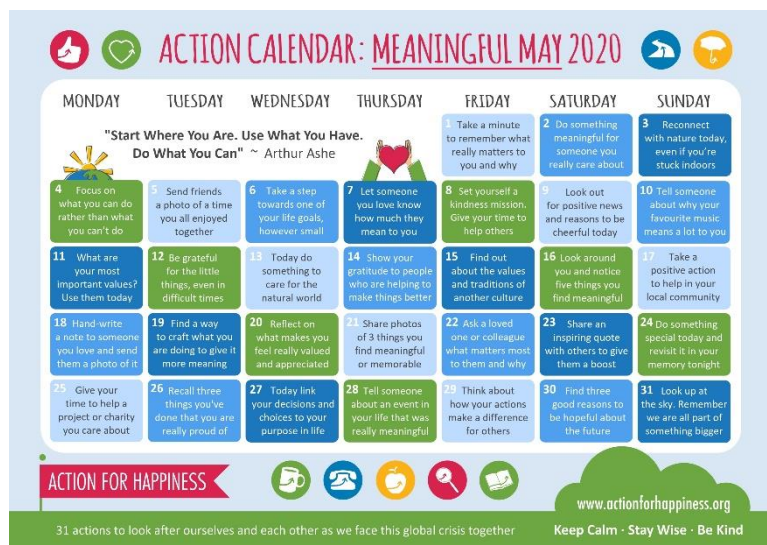 ACTION CALENDAR: MEANINGFUL MAY 2020
MONDAY TUESDAY WEDNESDAY THURSDAY FRIDAY SATURDAY SUNDAY
"Start Where You Are. Use What You Have.
Do What You Can" ~ Arthur Ashe
1 Take a minute
to remember what
really matters to
you and why
2 Do something
meaningful for
someone you
really care about
3 Reconnect
with nature today,
even if you're
stuck indoors
4 Focus on
what you can do
rather than what
you can't do
5 Send friends
a photo of a time
you all enjoyed
together
6 Take a step
towards one of
your life goals,
however small
7 Let someone
you love know
how much they
mean to you
8 Set yourself a
kindness mission.
Give your time to
help others
9 Look out
for positive news
and reasons to be
cheerful today
10 Tell someone
about why your
favourite music
means a lot to you
11 What are
your most
important values?
Use them today
12 Be grateful
for the little
things, even in
difficult times
13 Today do
something to
care for the
natural world
14 Show your
gratitude to people
who are helping to
make things better
15 Find out
about the values
and traditions of
another culture
16 Look around
you and notice
five things you
find meaningful
17 Take a
positive action
to help in your
local community
18 Hand-write
a note to someone
you love and send
them a photo of it
19 Find a way
to craft what you
are doing to give it
more meaning
20 Reflect on
what makes you
feel really valued
and appreciated
21 Share photos
of 3 things you
find meaningful
or memorable
22 Ask a loved
one or colleague
what matters most
to them and why
23 Share an
inspiring quote
with others to give
them a boost
24 Do something
special today and
revisit it in your
memory tonight
25 Give your
time to help a
project or charity
you care about
26 Recall three
things you've
done that you are
really proud of
27 Today link
your decisions and
choices to your
purpose in life
28 Tell someone
about an event in
your life that was
really meaningful
29 Think about
how your actions
make a difference
for others
30 Find three
good reasons to
be hopeful about
the future
31 Look up at
the sky. Remember
we are all part of
something bigger
ACTION FOR HAPPINESS
www.actionforhappiness.org
31 actions to look after ourselves and each other as we face this global crisis together
Keep Calm · Stay Wise · Be Kind